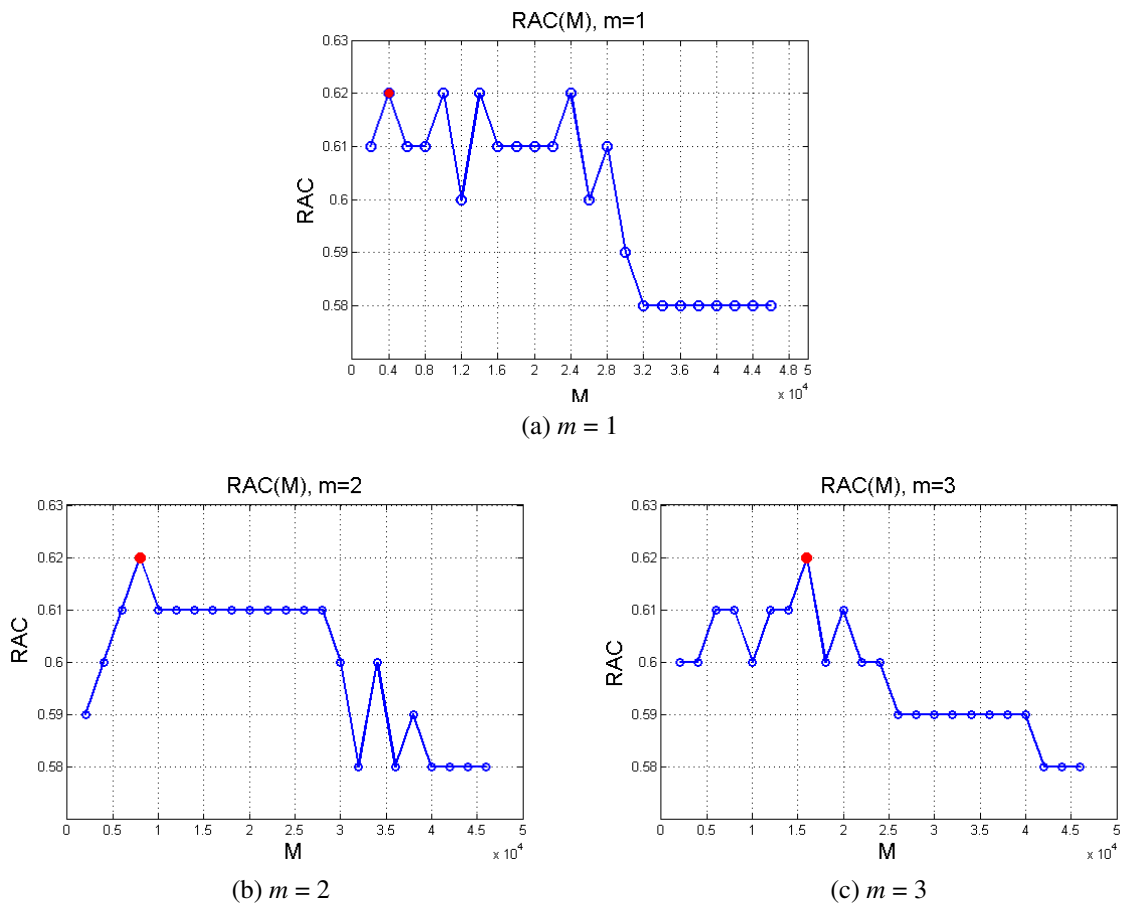 RAC(M), m=1
0.63
0.62
0.61
0.6
0.59
0.58
RAC
0 0.4 0.8 1.2 1.6 2 2.4 2.8 3.2 3.6 4 4.4 4.8 5
M
x 10^4
(a) m = 1
RAC(M), m=2
0.63
0.62
0.61
0.6
0.59
0.58
RAC
0 0.5 1 1.5 2 2.5 3 3.5 4 4.5 5
M
x 10^4
(b) m = 2
RAC(M), m=3
0.63
0.62
0.61
0.6
0.59
0.58
RAC
0 0.5 1 1.5 2 2.5 3 3.5 4 4.5 5
M
x 10^4
(c) m = 3